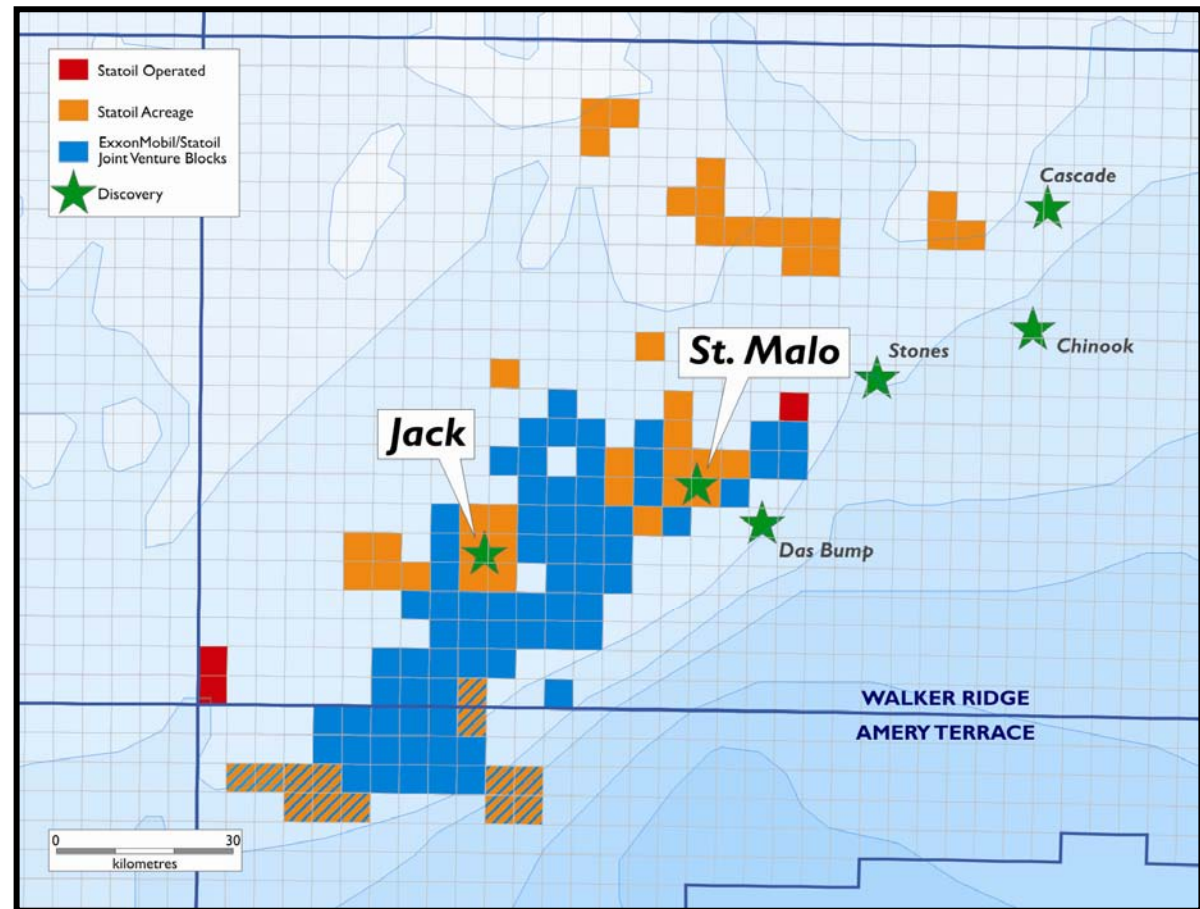 Statoil Operated
Statoil Acreage
ExxonMobil/Statoil
Joint Venture Blocks
Discovery
Cascade
Chinook
Stones
St. Malo
Jack
Das Bump
WALKER RIDGE
AMERY TERRACE
0 30
kilometres